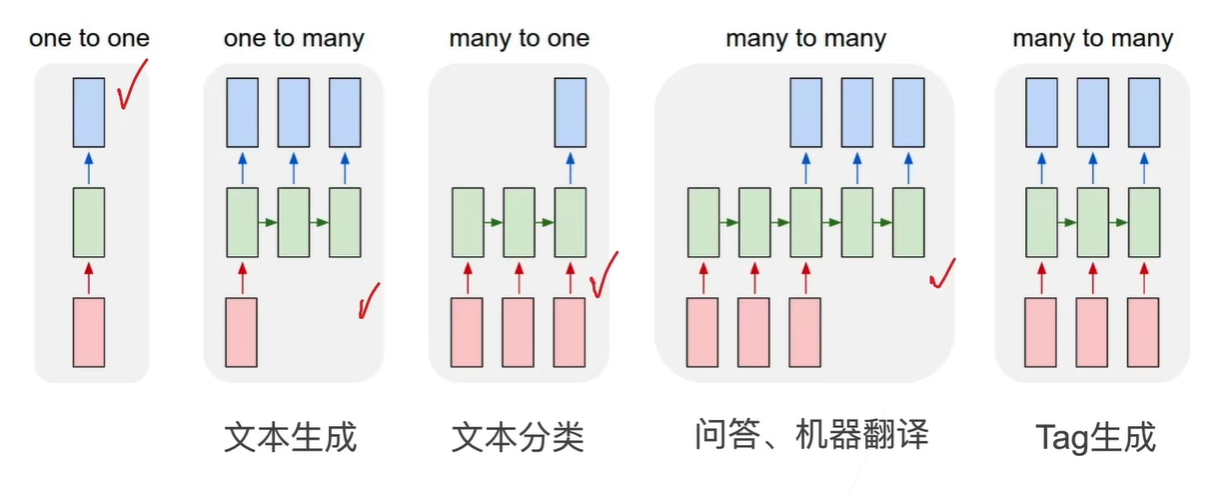 one to one
one to many
many to one
many to many
many to many
文本生成
文本分类
问答、机器翻译
Tag生成